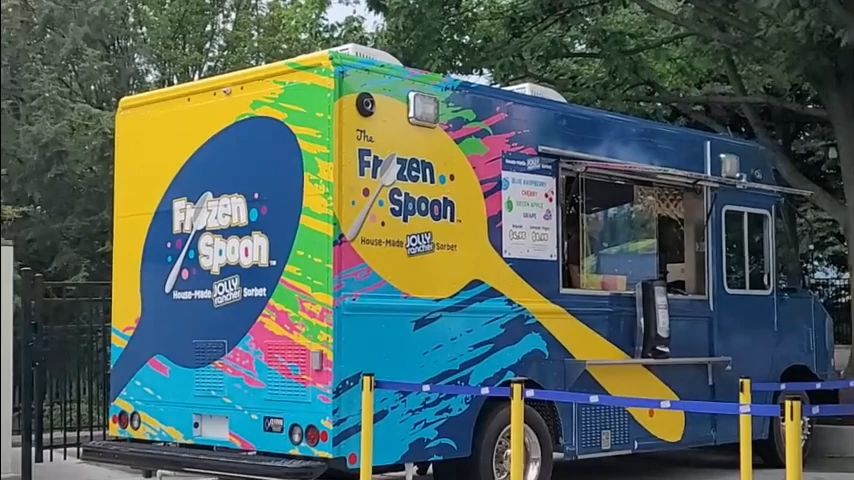 Frozen
Spoon
House-Made JOLLY RANCHER Sorbet
The
Frozen
Spoon
House-Made JOLLY RANCHER Sorbet
BLUE RASPBERRY
CHERRY
GREEN APPLE
GRAPE